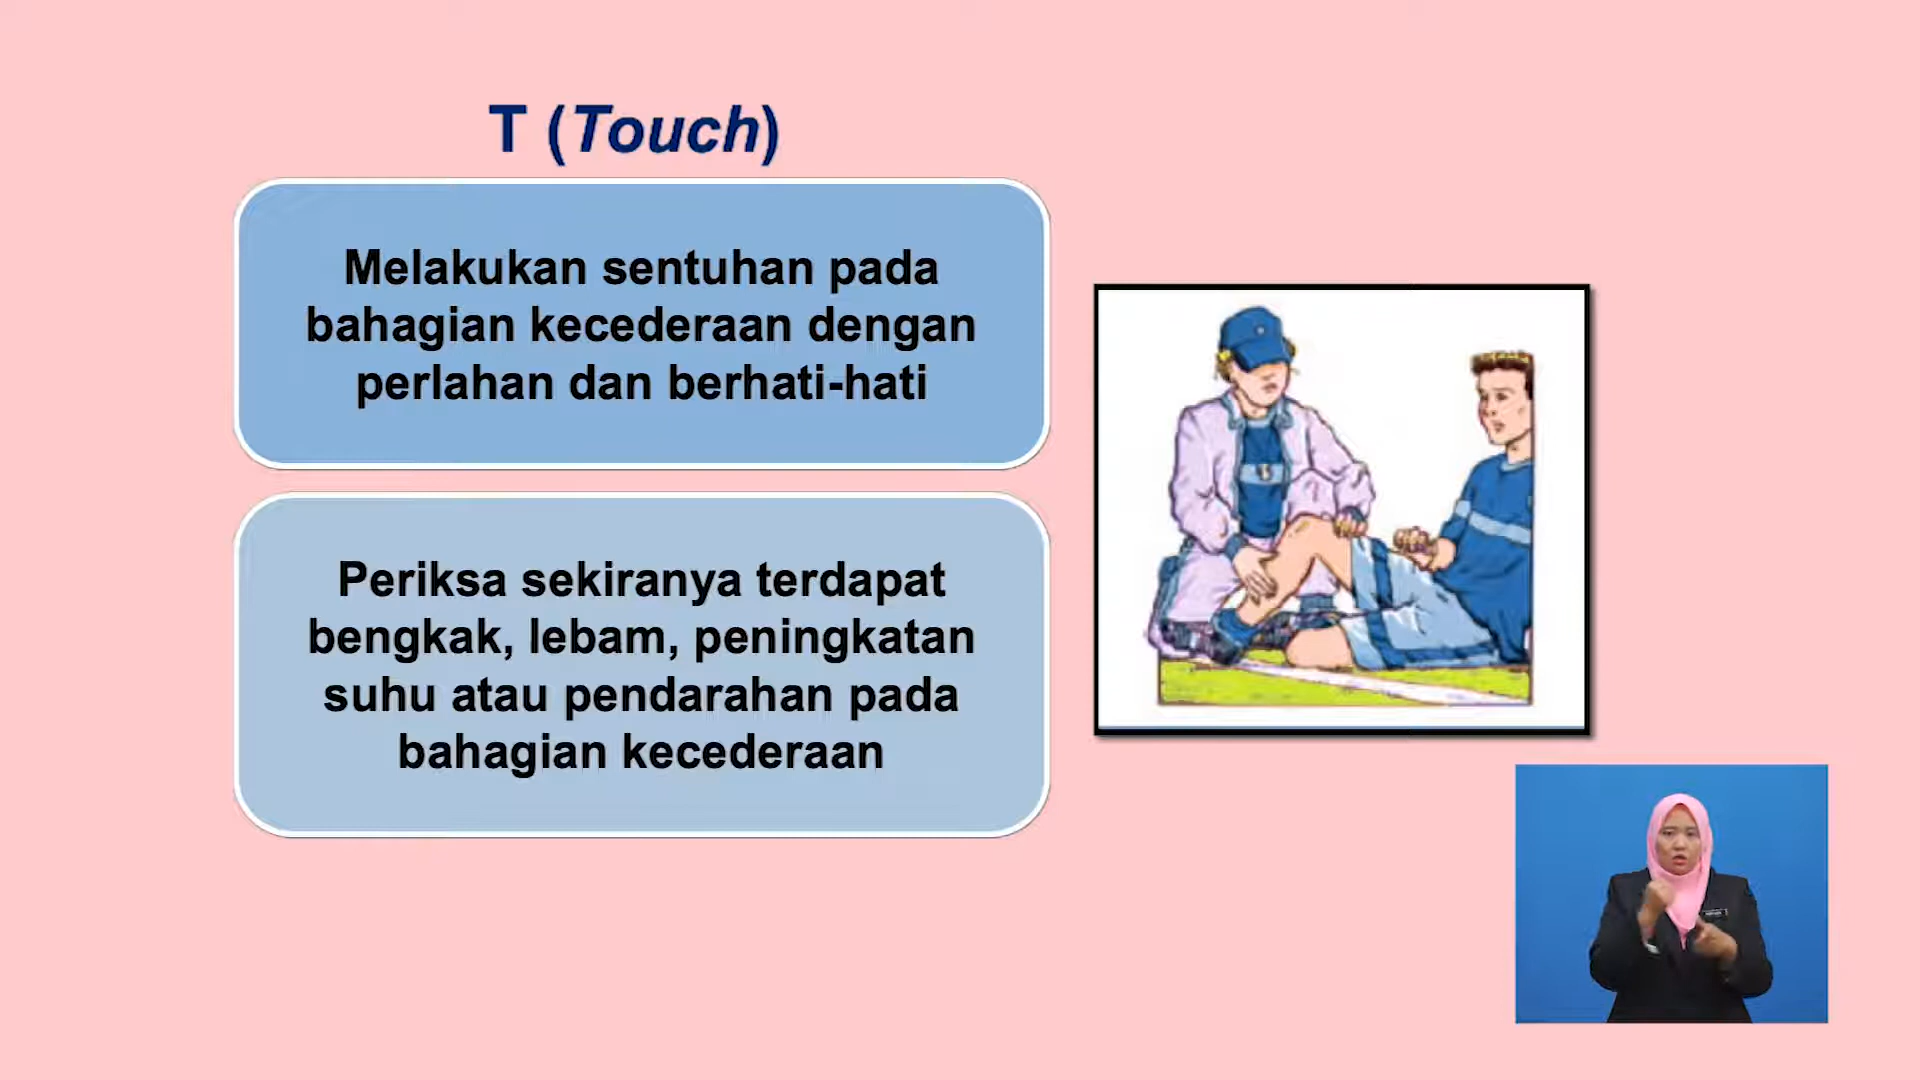 T (Touch)
Melakukan sentuhan pada
bahagian kecederaan dengan
perlahan dan berhati-hati
Periksa sekiranya terdapat
bengkak, lebam, peningkatan
suhu atau pendarahan pada
bahagian kecederaan